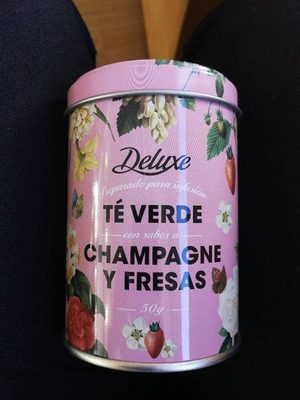 Deluxe
Preparado para infusión
TÉ VERDE
con sabor a
CHAMPAGNE
Y FRESAS
50g